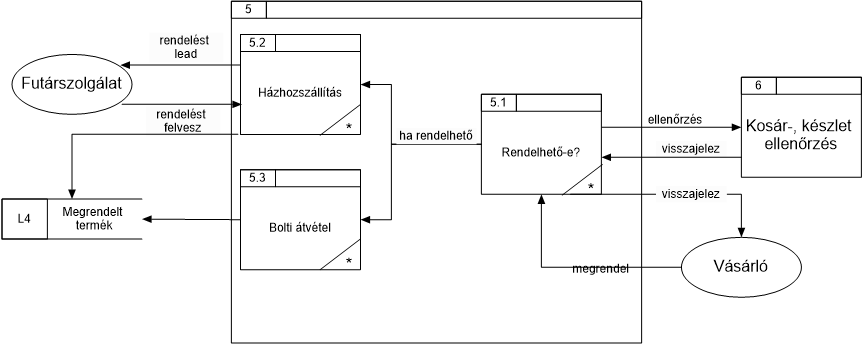 5
5.2
rendelést
lead
Futárszolgálat
Házhozszállítás
rendelést
felvesz
*
5.1
Rendelhető-e?
*
ha rendelhető
ellenőrzés
visszajelez
6
Kosár-, készlet
ellenőrzés
5.3
Bolti átvétel
*
L4
Megrendelt
termék
visszajelez
megrendel
Vásárló